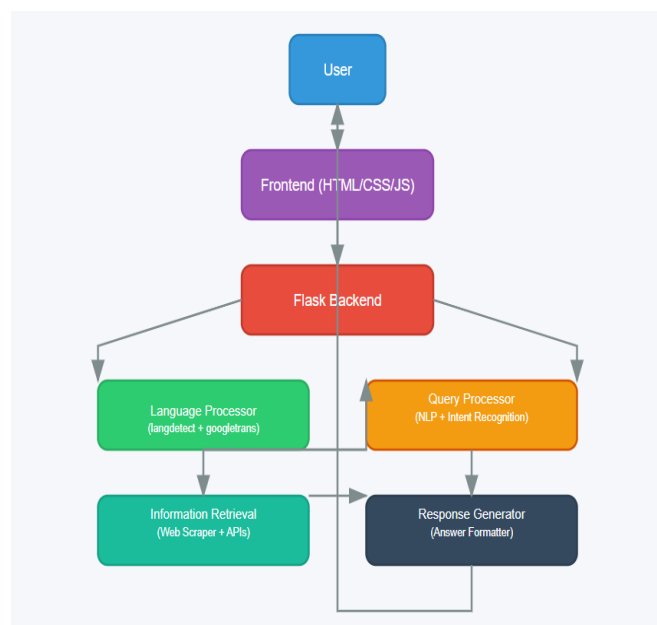 User
Frontend (HTML/CSS/JS)
Flask Backend
Language Processor
(langdetect + googletrans)
Query Processor
(NLP + Intent Recognition)
Information Retrieval
(Web Scraper + APIs)
Response Generator
(Answer Formatter)